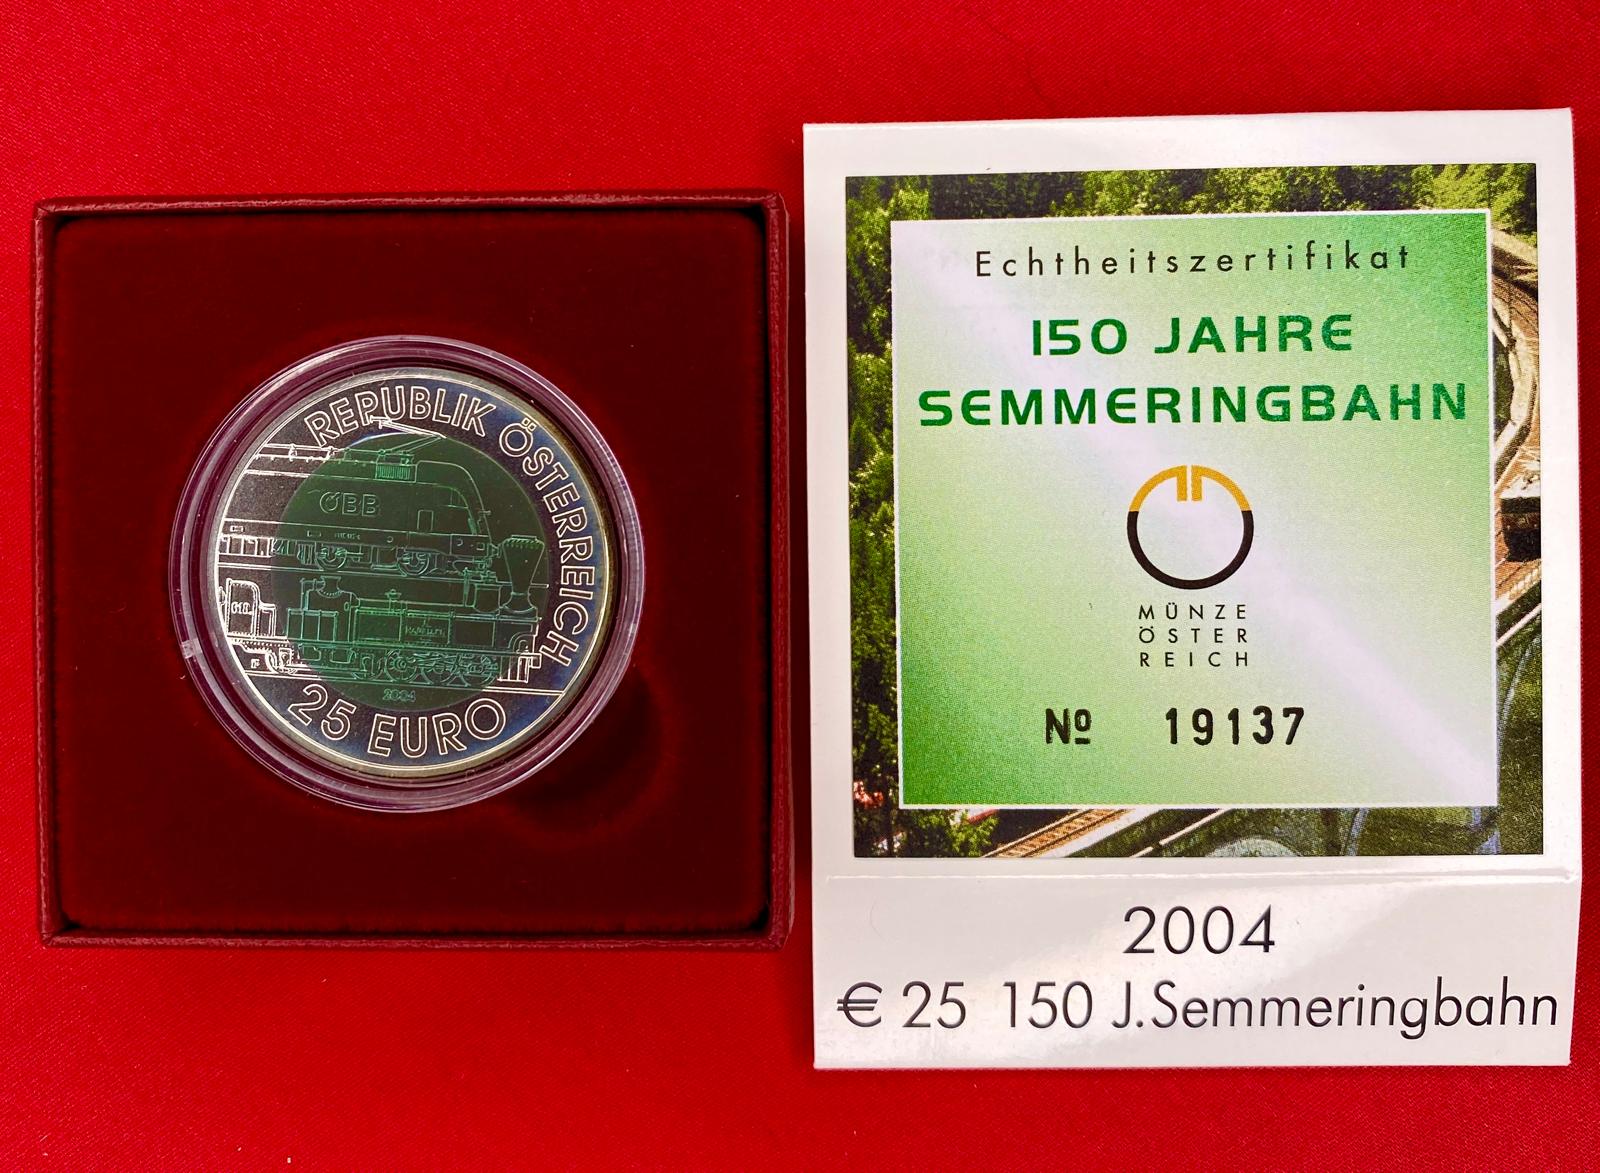 REPUBLIK ÖSTERREICH
ÖBB
2004
25 EURO
Echtheitszertifikat
150 JAHRE
SEMMERINGBAHN
MÜNZE
ÖSTER
REICH
Nº 19137
2004
€ 25 150 J.Semmeringbahn